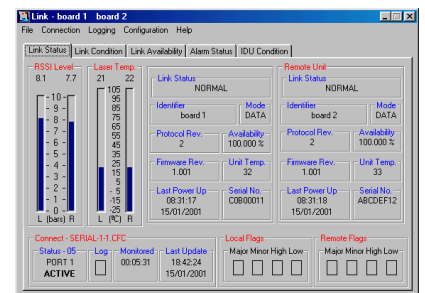 Link - board 1 board 2
File Connection Logging Configuration Help
Link Status Link Condition Link Availability Alarm Status IDU Condition
RSSI Level Laser Temp. Remote Unit
8.1 7.7 21 22
Link Status Link Status
NORMAL NORMAL
Identifier Mode Identifier Mode
board 1 DATA board 2 DATA
Protocol Rev. Availability Protocol Rev. Availability
2 100.000 % 2 100.000 %
Firmware Rev. Unit Temp. Firmware Rev. Unit Temp.
1.001 32 1.001 33
Last Power Up Serial No. Last Power Up Serial No.
08:31:17 C0B00011 08:31:18 ABCDEF12
15/01/2001 15/01/2001
- 10 -
- 9 -
- 8 -
- 7 -
- 6 -
- 5 -
- 4 -
- 3 -
- 2 -
- 1 -
- 0 -
L (bars) R
105
95
85
75
65
55
45
35
25
15
5
-5
-15
-25
L (ºC) R
Connect - SERIAL-1-1.CFC Local Flags Remote Flags
Status - 05 Log Monitored Last Update Major Minor High Low Major Minor High Low
PORT 1 00:05:31 18:42:24
ACTIVE 15/01/2001